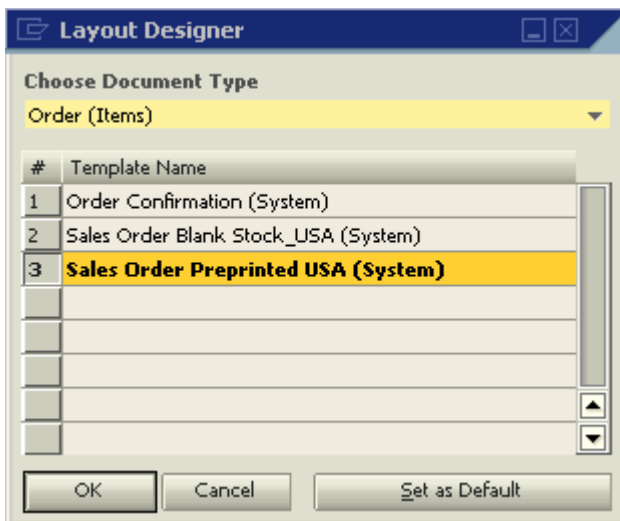 Layout Designer
Choose Document Type
Order (Items)
# Template Name
1 Order Confirmation (System)
2 Sales Order Blank Stock_USA (System)
3 Sales Order Preprinted USA (System)
OK Cancel Set as Default